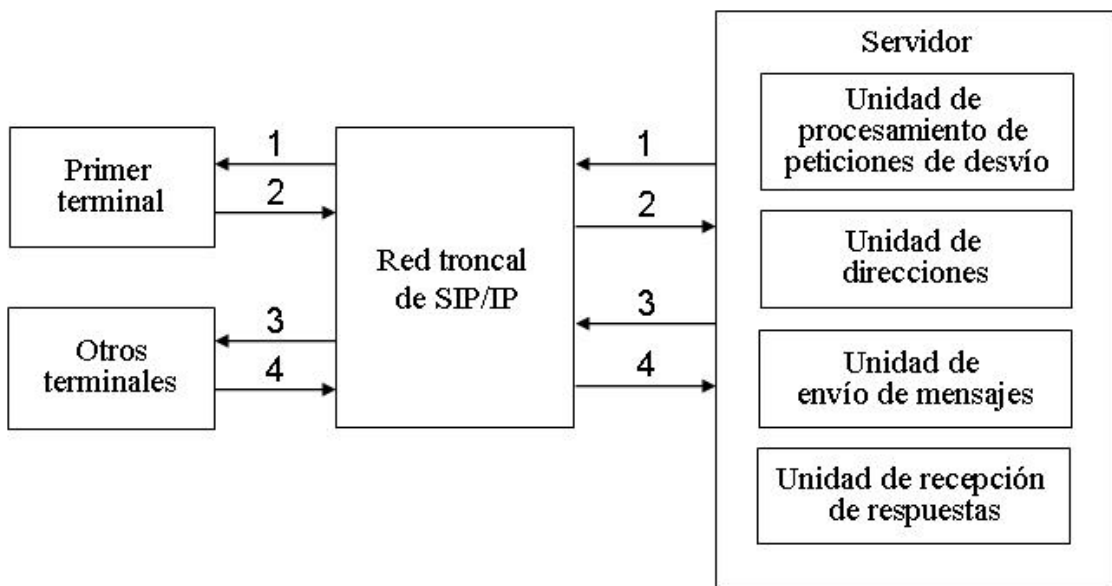 Servidor
Unidad de
procesamiento de
peticiones de desvío
Unidad de
direcciones
Unidad de
envío de mensajes
Unidad de recepción
de respuestas
Primer
terminal
1
2
Otros
terminales
3
4
Red troncal
de SIP/IP
1
2
3
4